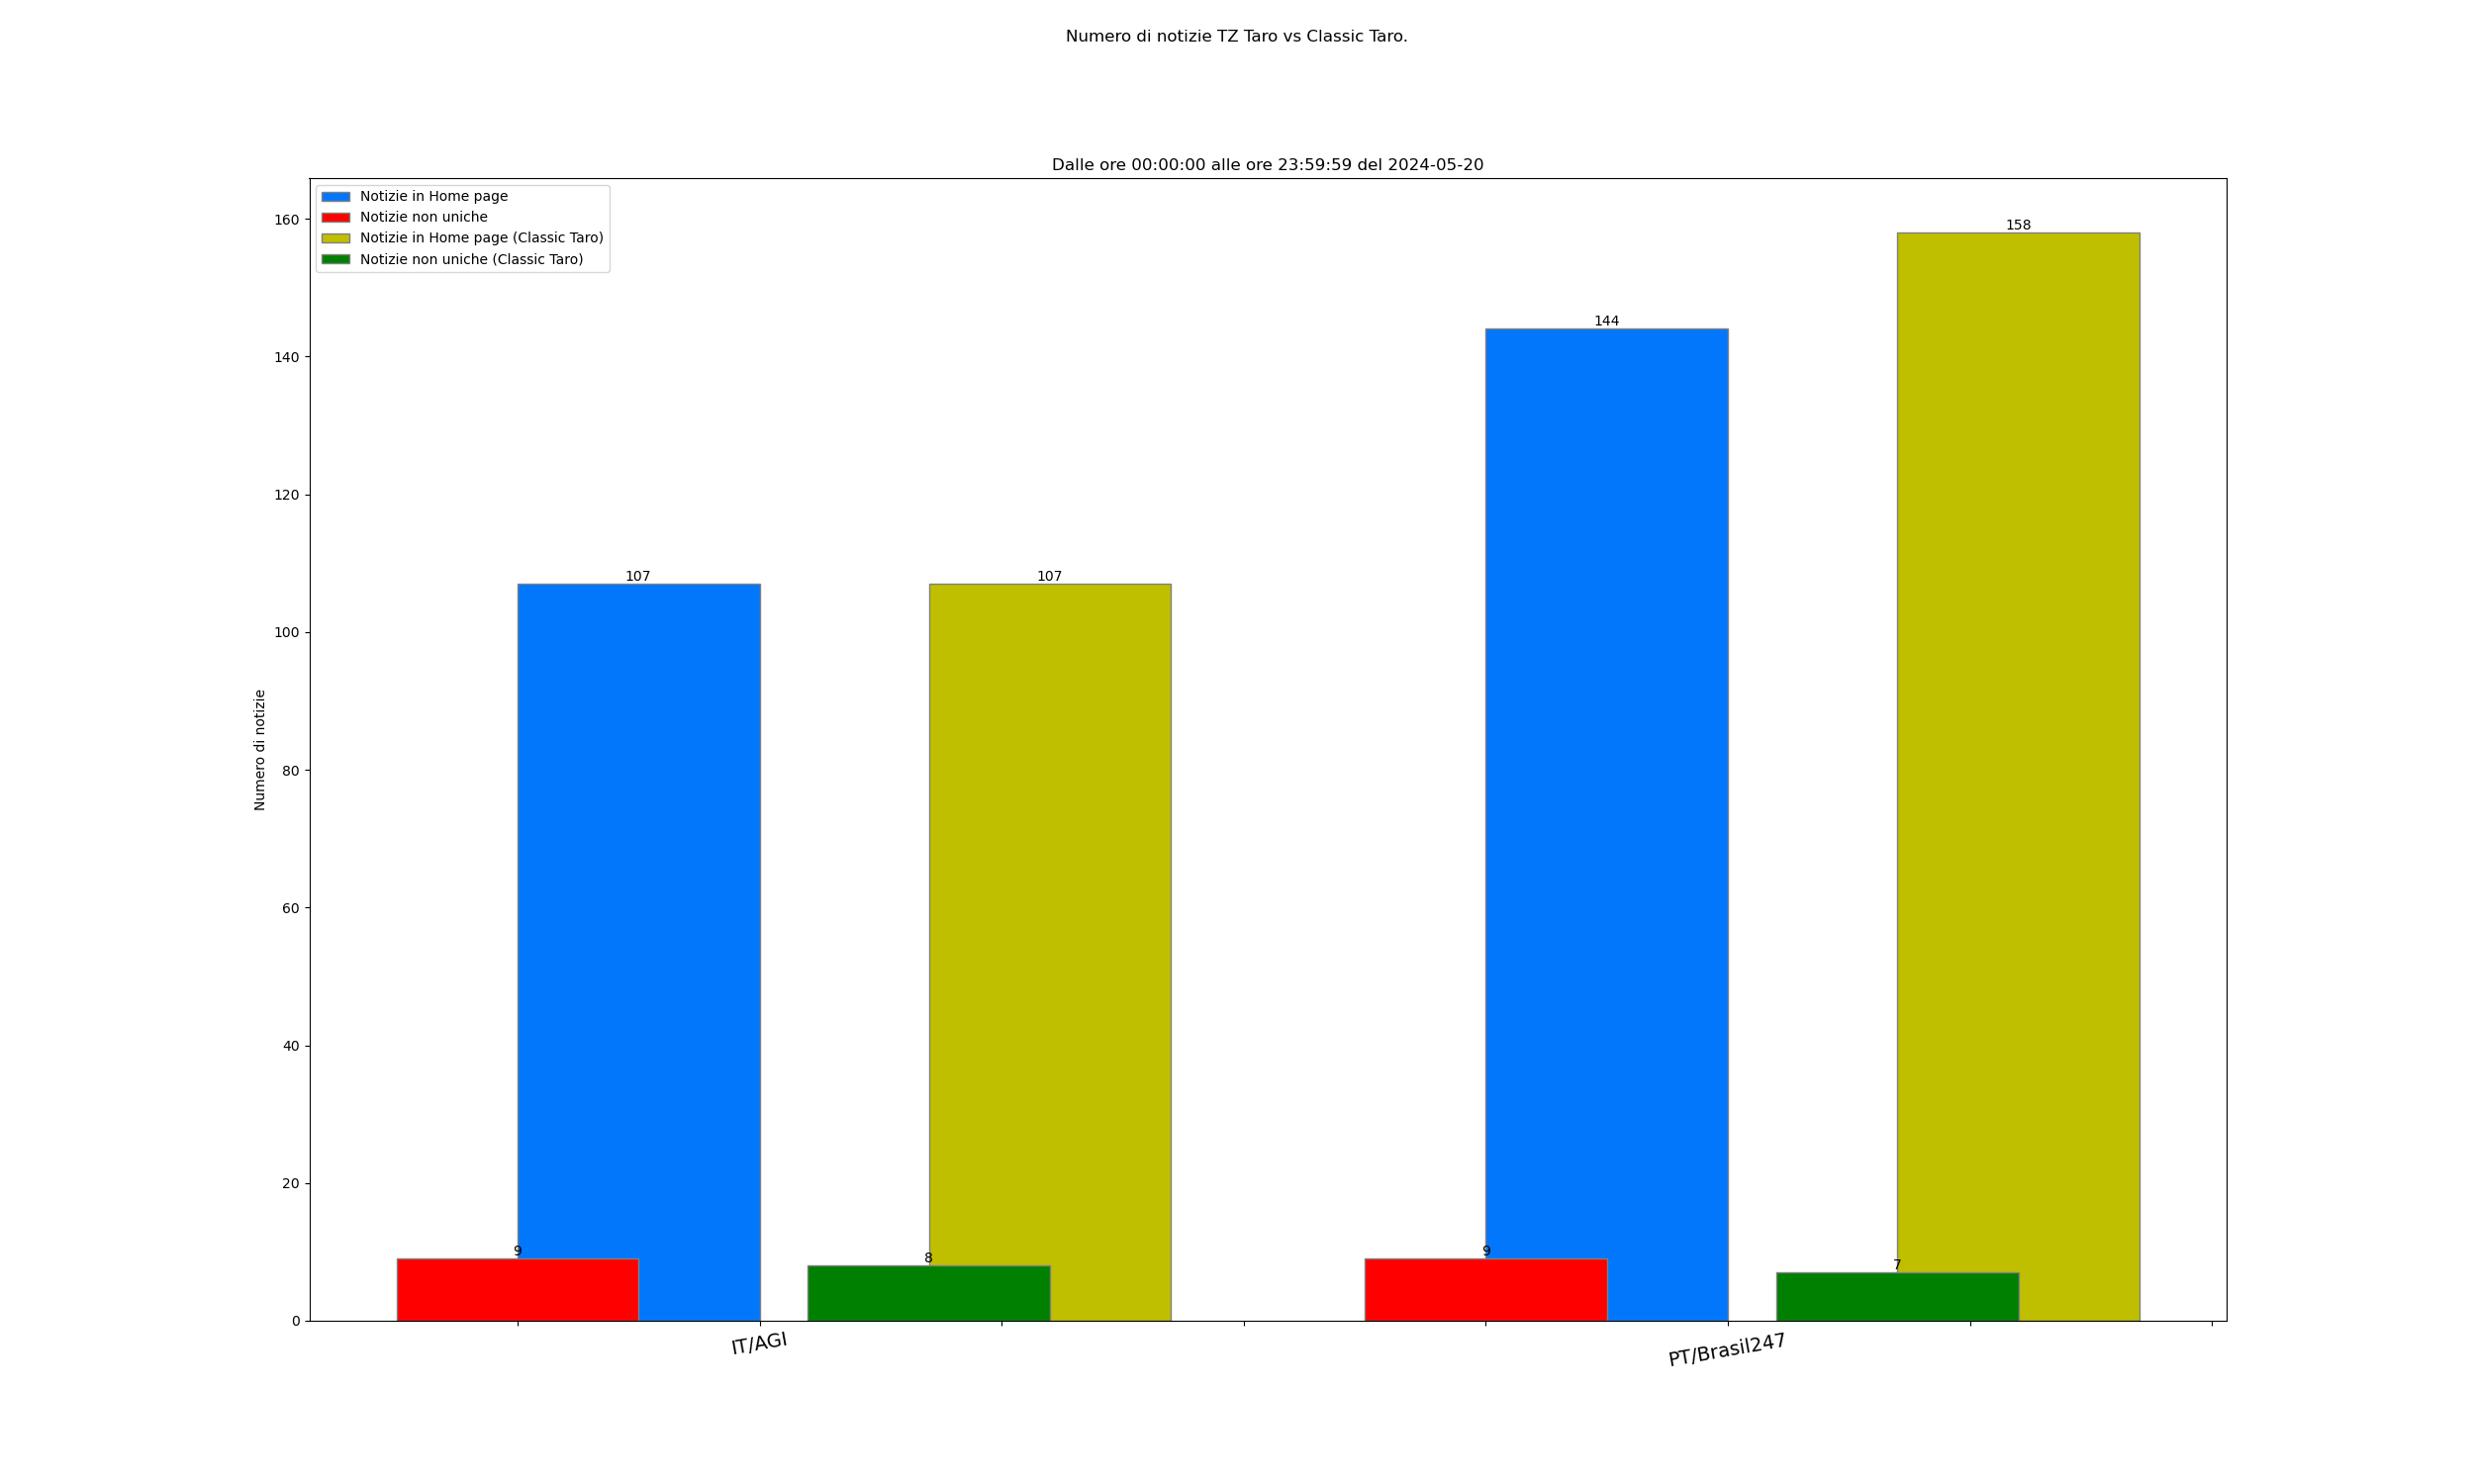 Numero di notizie TZ Taro vs Classic Taro.
Dalle ore 00:00:00 alle ore 23:59:59 del 2024-05-20
Notizie in Home page
Notizie non uniche
Notizie in Home page (Classic Taro)
Notizie non uniche (Classic Taro)
160
140
120
100
80
60
40
20
0
Numero di notizie
107
107
144
158
9
8
9
7
IT/AGI
PT/Brasil247